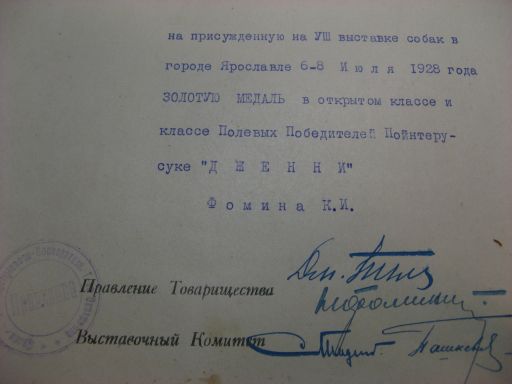 на присужденную на УШ выставке собак в
городе Ярославле 6-8 Июля 1928 года
ЗОЛОТУЮ МЕДАЛЬ в открытом классе и
классе Полевых Победителей Пойнтеру-
суке "ДЖЕННИ"
Фомина К.И.
Правление Товарищества
Выставочный Комитет